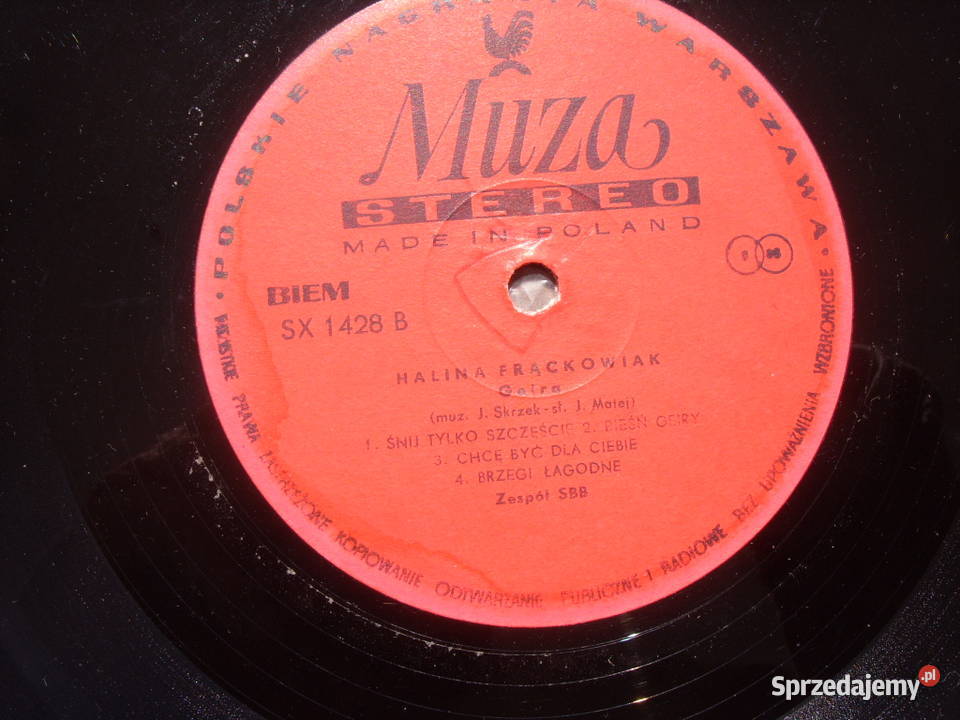 • POLSKIE NAGRANIA WARSZAWA •
Muza
STEREO
MADE IN POLAND
BIEM
SX 1428 B
HALINA FRĄCKOWIAK
Geira
(muz. J. Skrzek - sł. J. Matej)
1. ŚNIJ TYLKO SZCZĘŚCIE 2. PIEŚŃ GEIRY
3. CHCĘ BYĆ DLA CIEBIE
4. BRZEGI ŁAGODNE
Zespół SBB
WSZYSTKIE PRAWA ZASTRZEŻONE KOPIOWANIE ODTWARZANIE PUBLICZNE I RADIOWE BEZ UPOWAŻNIENIA WZBRONIONE
Sprzedajemy.pl